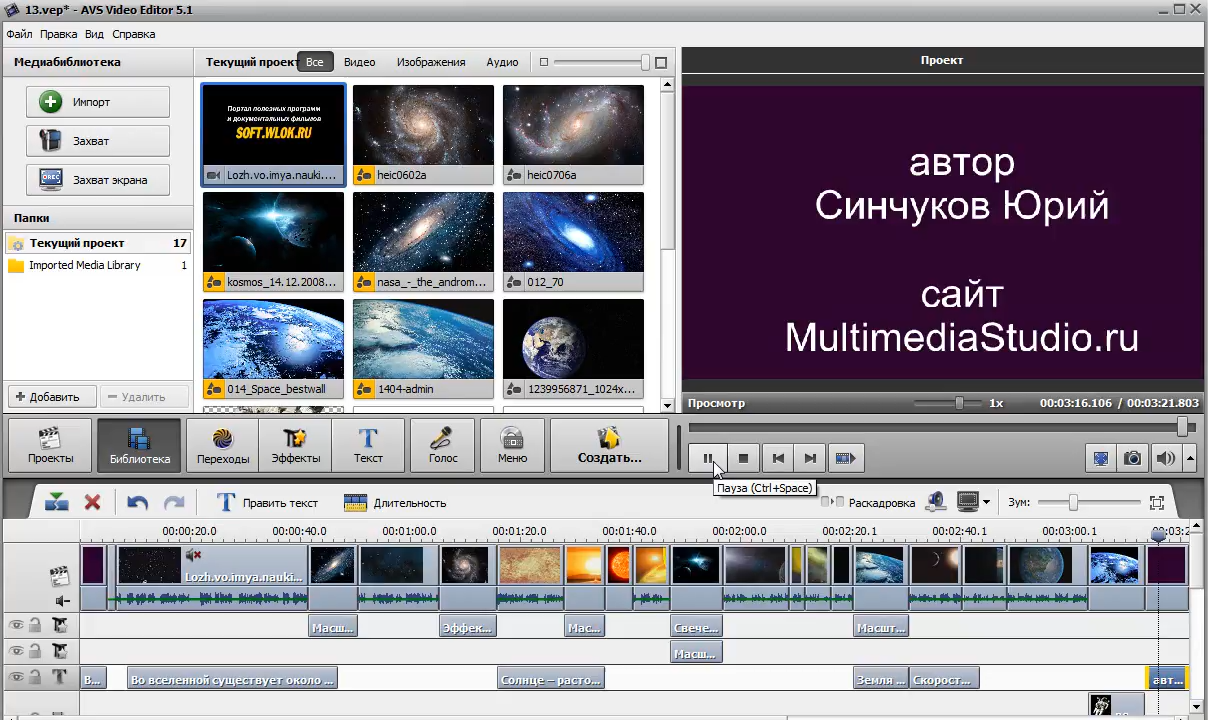 13.vep* - AVS Video Editor 5.1
Файл Правка Вид Справка
Медиабиблиотека
Импорт
Захват
Захват экрана
Папки
Текущий проект 17
Imported Media Library 1
Добавить Удалить
Текущий проект Все Видео Изображения Аудио
Портал полезных программ
и документальных фильмов
SOFT.WLOK.RU
Lozh.vo.imya.nauki.... heic0602a heic0706a
kosmos_14.12.2008... nasa_-_the_androm... 012_70
014_Space_bestwall 1404-admin 1239956871_1024x...
Проект
автор
Синчуков Юрий
сайт
MultimediaStudio.ru
Просмотр 1x 00:03:16.106 / 00:03:21.803
Проекты Библиотека Переходы Эффекты Текст Голос Меню Создать...
Пауза (Ctrl+Space)
Править текст Длительность Раскадровка Зум:
00:00:20.0 00:00:40.0 00:01:00.0 00:01:20.0 00:01:40.0 00:02:00.0 00:02:20.1 00:02:40.1 00:03:00.1
Lozh.vo.imya.nauki...
Масш... Эффек... Мас... Свече... Масшт...
Масш...
В... Во вселенной существует около ... Солнце – расто... Земля ... Скорост... авт...